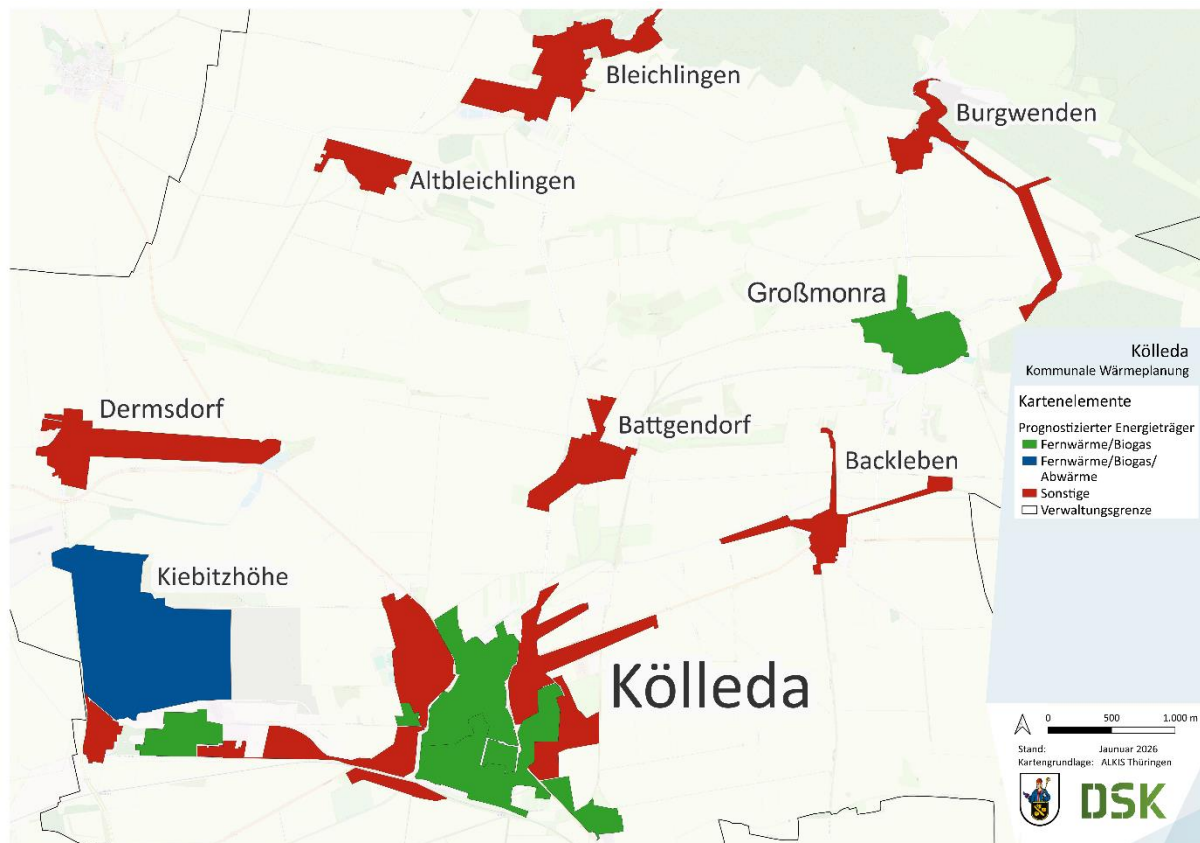 Bleichlingen
Burgwenden
Altbleichlingen
Großmonra
Kölleda
Kommunale Wärmeplanung
Kartenelemente
Prognostizierter Energieträger
Fernwärme/Biogas
Fernwärme/Biogas/
Abwärme
Sonstige
Verwaltungsgrenze
Dermsdorf
Battgendorf
Backleben
Kiebitzhöhe
Kölleda
0 500 1.000 m
Stand: Jaunuar 2026
Kartengrundlage: ALKIS Thüringen
DSK